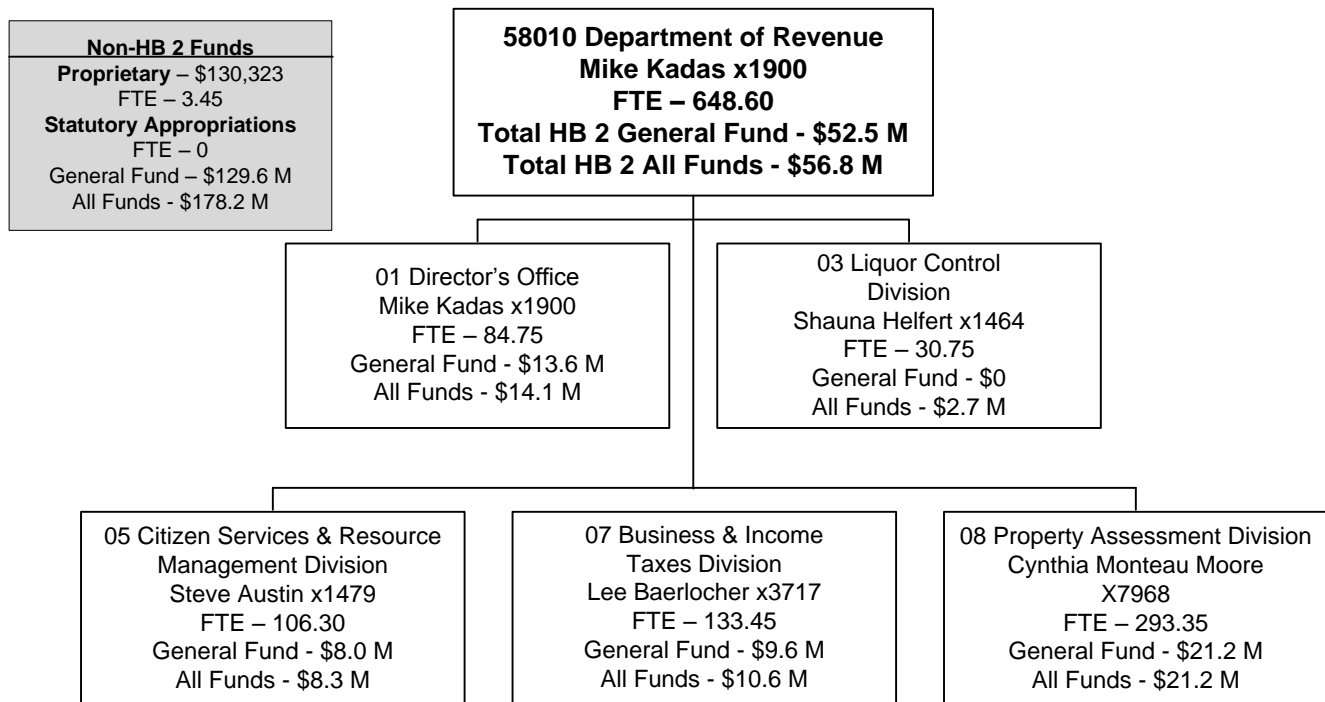 Non-HB 2 Funds
Proprietary – $130,323
FTE – 3.45
Statutory Appropriations
FTE – 0
General Fund – $129.6 M
All Funds - $178.2 M
58010 Department of Revenue
Mike Kadas x1900
FTE – 648.60
Total HB 2 General Fund - $52.5 M
Total HB 2 All Funds - $56.8 M
01 Director’s Office
Mike Kadas x1900
FTE – 84.75
General Fund - $13.6 M
All Funds - $14.1 M
03 Liquor Control
Division
Shauna Helfert x1464
FTE – 30.75
General Fund - $0
All Funds - $2.7 M
05 Citizen Services & Resource
Management Division
Steve Austin x1479
FTE – 106.30
General Fund - $8.0 M
All Funds - $8.3 M
07 Business & Income
Taxes Division
Lee Baerlocher x3717
FTE – 133.45
General Fund - $9.6 M
All Funds - $10.6 M
08 Property Assessment Division
Cynthia Monteau Moore
X7968
FTE – 293.35
General Fund - $21.2 M
All Funds - $21.2 M